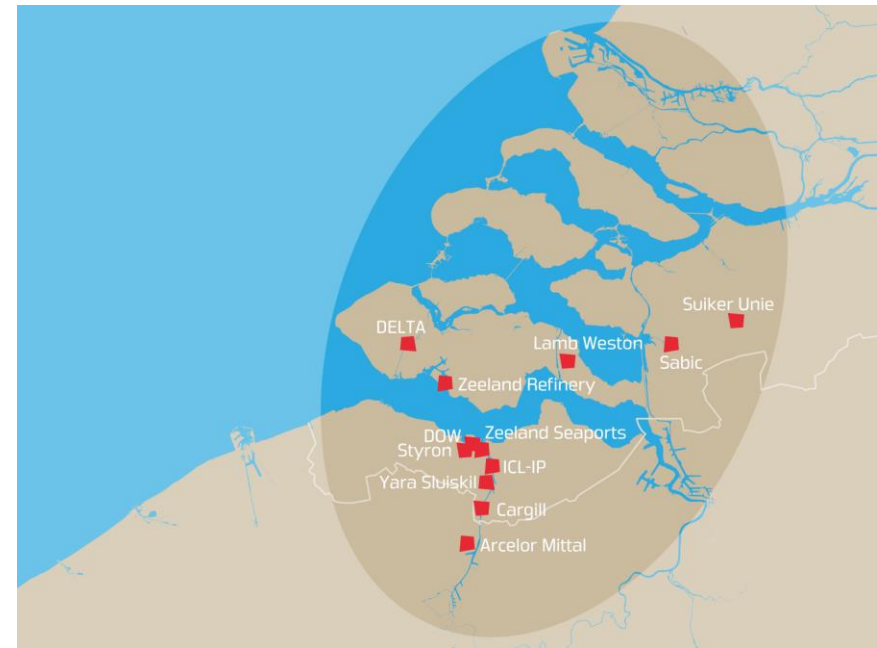 Suiker Unie
DELTA
Lamb Weston
Sabic
Zeeland Refinery
DOW
Zeeland Seaports
Styron
ICL-IP
Yara Sluiskil
Cargill
Arcelor Mittal